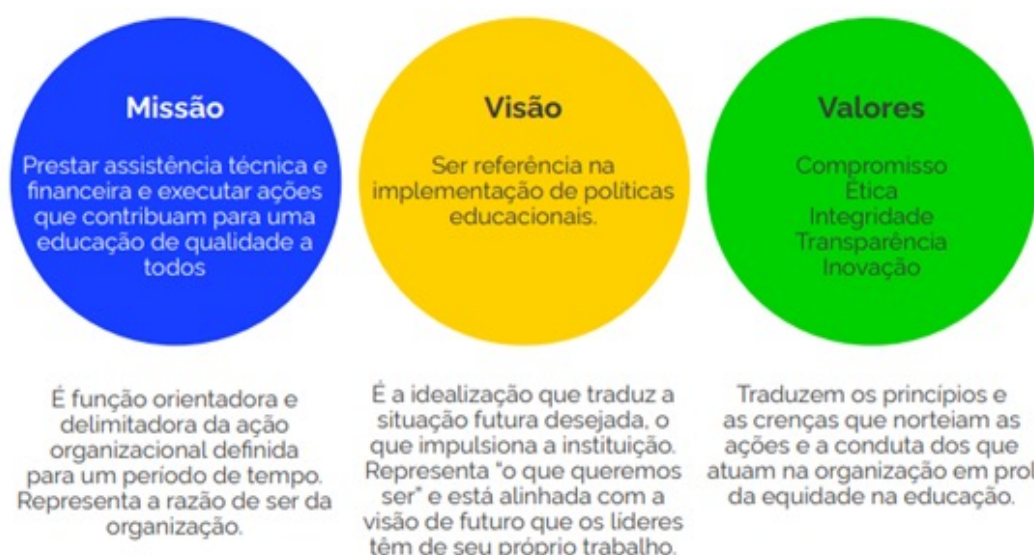 Missão
Prestar assistência técnica e
financeira e executar ações
que contribuam para uma
educação de qualidade a
todos
É função orientadora e
delimitadora da ação
organizacional definida
para um período de tempo.
Representa a razão de ser da
organização.
Visão
Ser referência na
implementação de políticas
educacionais.
É a idealização que traduz a
situação futura desejada, o
que impulsiona a instituição.
Representa “o que queremos
ser” e está alinhada com a
visão de futuro que os líderes
têm de seu próprio trabalho.
Valores
Compromisso
Ética
Integridade
Transparência
Inovação
Traduzem os princípios e
as crenças que norteiam as
ações e a conduta dos que
atuam na organização em prol
da equidade na educação.